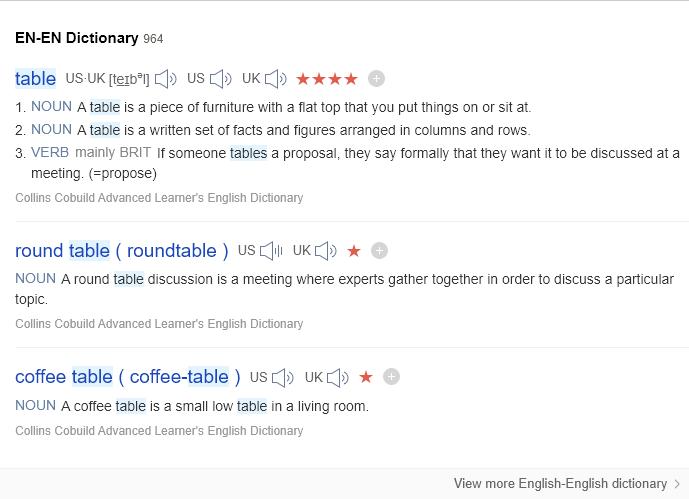 EN-EN Dictionary 964
table US·UK [teɪbᵊl] US UK ★★★★
1. NOUN A table is a piece of furniture with a flat top that you put things on or sit at.
2. NOUN A table is a written set of facts and figures arranged in columns and rows.
3. VERB mainly BRIT If someone tables a proposal, they say formally that they want it to be discussed at a
meeting. (=propose)
Collins Cobuild Advanced Learner's English Dictionary
round table ( roundtable ) US UK ★
NOUN A round table discussion is a meeting where experts gather together in order to discuss a particular
topic.
Collins Cobuild Advanced Learner's English Dictionary
coffee table ( coffee-table ) US UK ★
NOUN A coffee table is a small low table in a living room.
Collins Cobuild Advanced Learner's English Dictionary
View more English-English dictionary